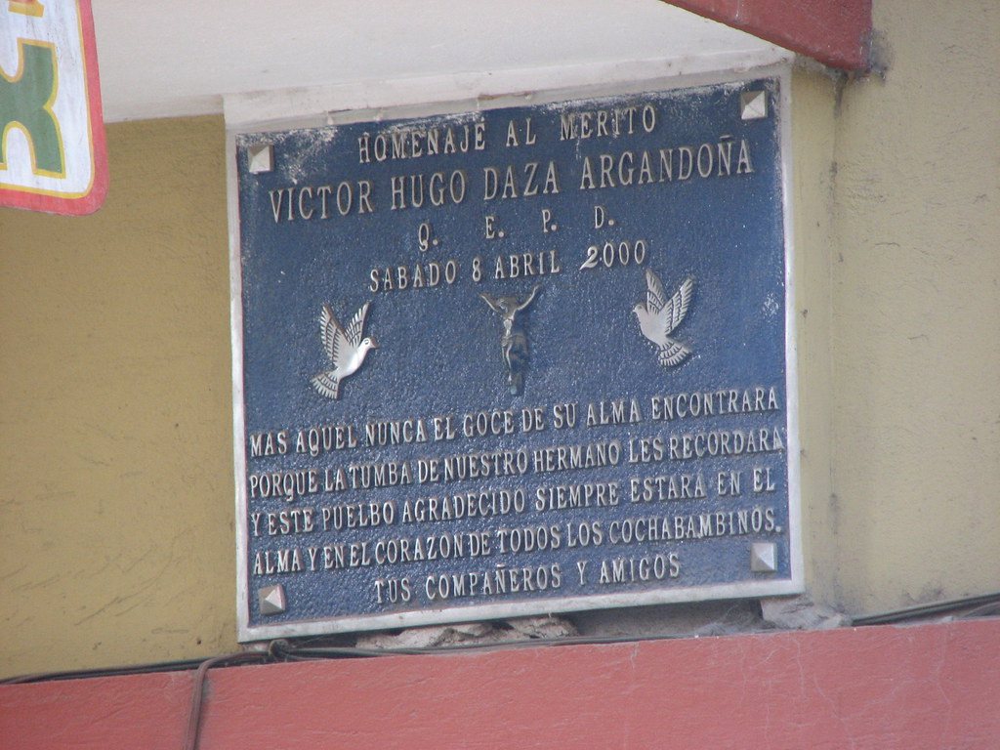 HOMENAJE AL MERITO
VICTOR HUGO DAZA ARGANDOÑA
Q. E. P. D.
SABADO 8 ABRIL 2000
MAS AQUEL NUNCA EL GOCE DE SU ALMA ENCONTRARA
PORQUE LA TUMBA DE NUESTRO HERMANO LES RECORDARA
Y ESTE PUELBO AGRADECIDO SIEMPRE ESTARA EN EL
ALMA Y EN EL CORAZON DE TODOS LOS COCHABAMBINOS.
TUS COMPAÑEROS Y AMIGOS